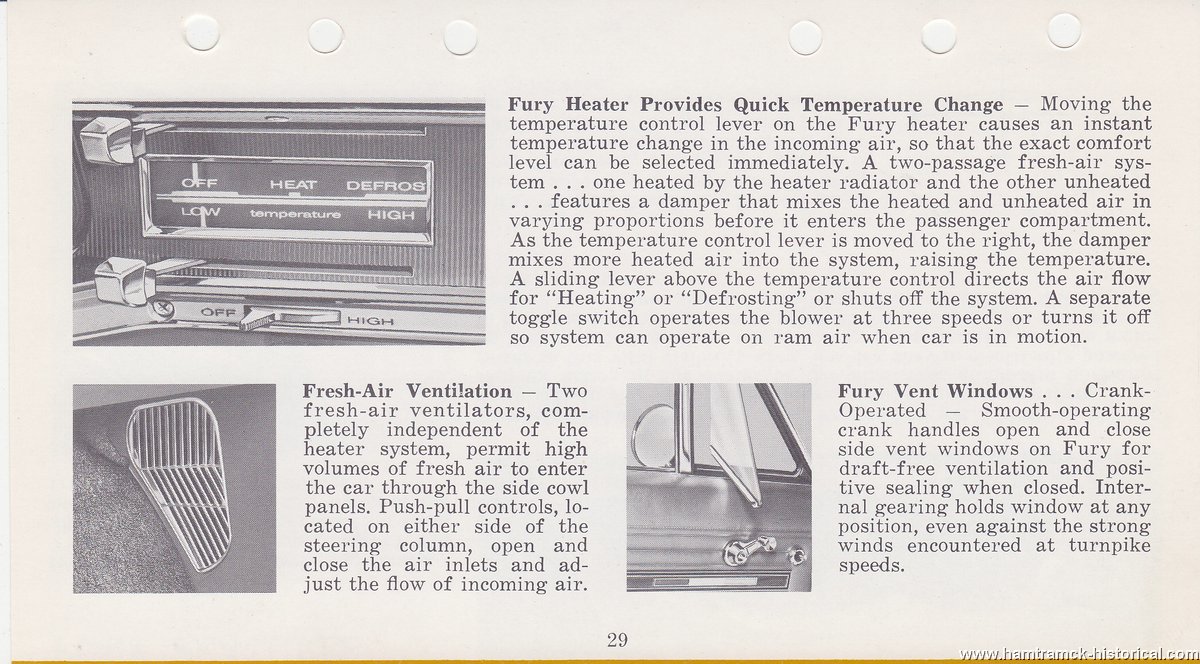 OFF HEAT DEFROS
LOW temperature HIGH
OFF HIGH
Fury Heater Provides Quick Temperature Change — Moving the
temperature control lever on the Fury heater causes an instant
temperature change in the incoming air, so that the exact comfort
level can be selected immediately. A two-passage fresh-air sys-
tem . . . one heated by the heater radiator and the other unheated
. . . features a damper that mixes the heated and unheated air in
varying proportions before it enters the passenger compartment.
As the temperature control lever is moved to the right, the damper
mixes more heated air into the system, raising the temperature.
A sliding lever above the temperature control directs the air flow
for “Heating” or “Defrosting” or shuts off the system. A separate
toggle switch operates the blower at three speeds or turns it off
so system can operate on ram air when car is in motion.
Fresh-Air Ventilation — Two
fresh-air ventilators, com-
pletely independent of the
heater system, permit high
volumes of fresh air to enter
the car through the side cowl
panels. Push-pull controls, lo-
cated on either side of the
steering column, open and
close the air inlets and ad-
just the flow of incoming air.
Fury Vent Windows . . . Crank-
Operated — Smooth-operating
crank handles open and close
side vent windows on Fury for
draft-free ventilation and posi-
tive sealing when closed. Inter-
nal gearing holds window at any
position, even against the strong
winds encountered at turnpike
speeds.
29
www.hamtramck-historical.com